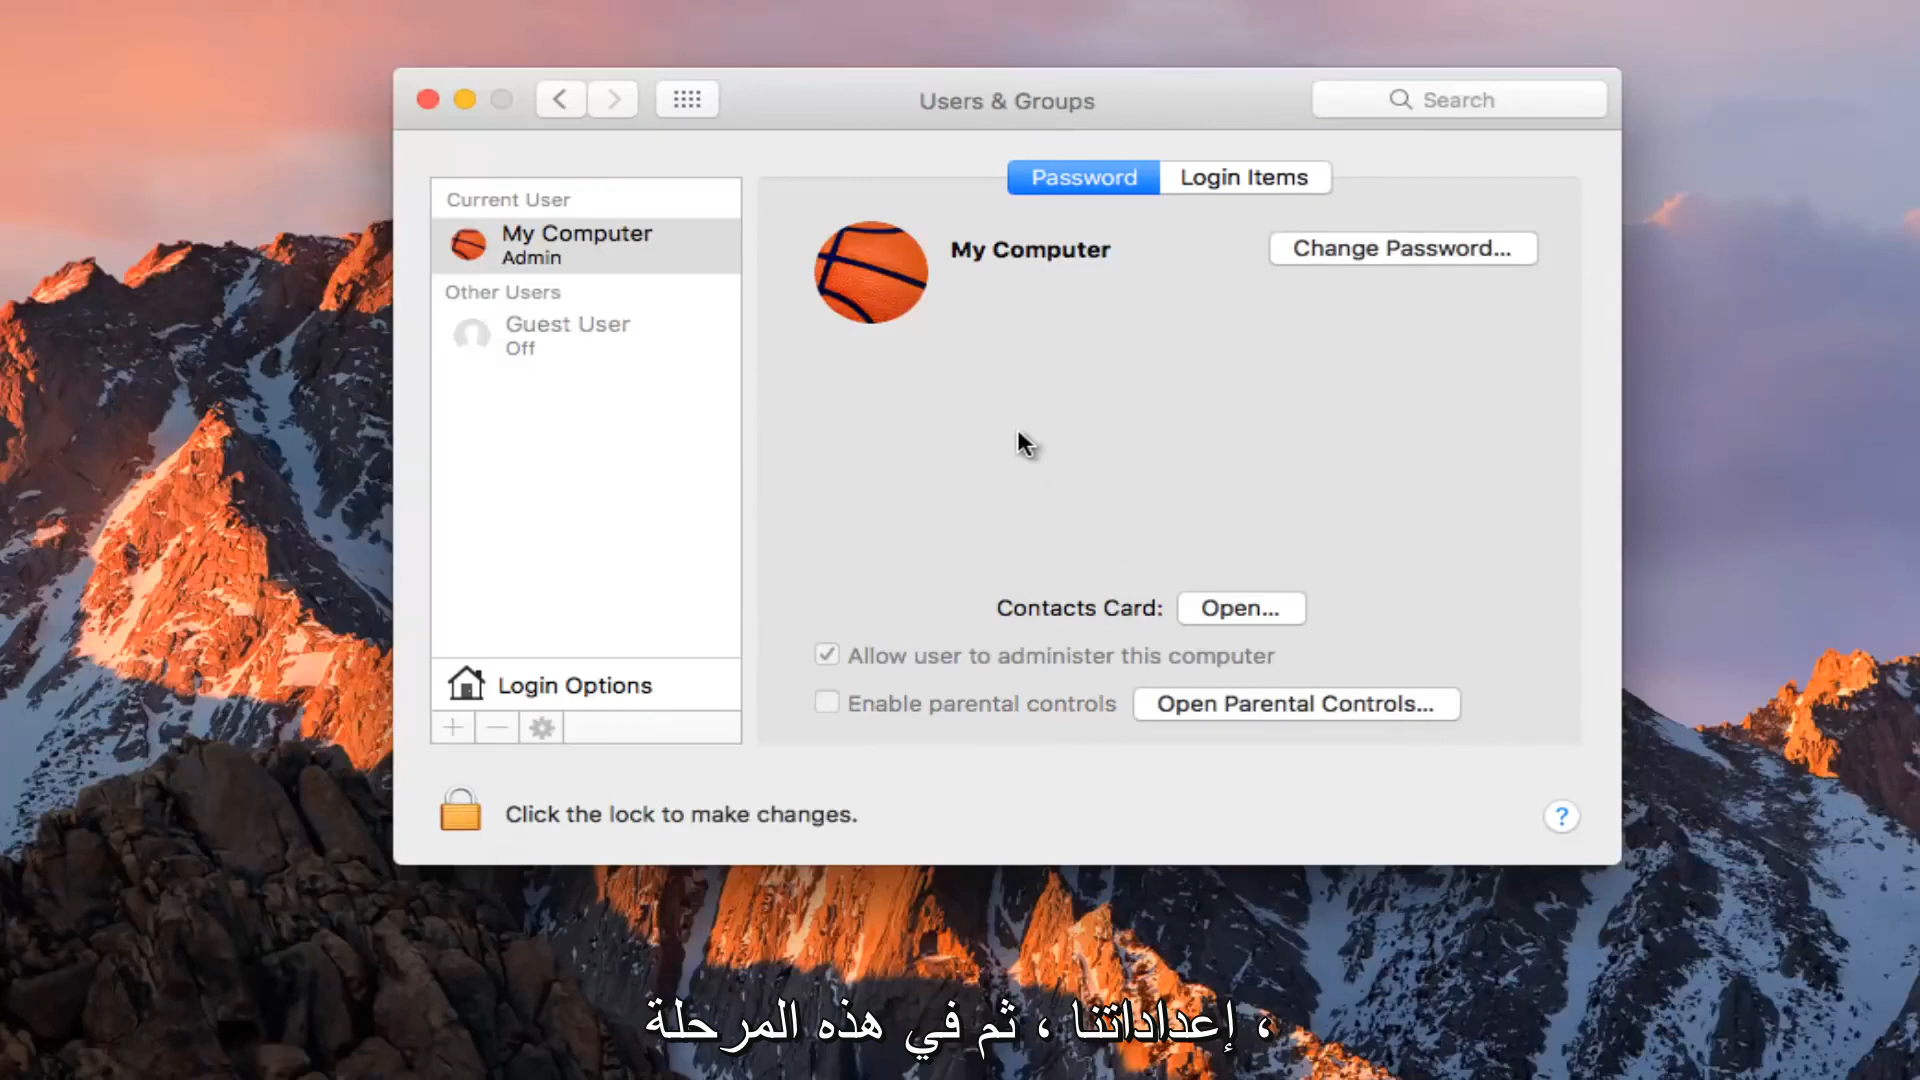 Users & Groups
Search
Password
Login Items
Current User
My Computer
Admin
Other Users
Guest User
Off
Login Options
My Computer
Change Password...
Contacts Card:
Open...
Allow user to administer this computer
Enable parental controls
Open Parental Controls...
Click the lock to make changes.
?
، إعداداتنا ، ثم في هذه المرحلة